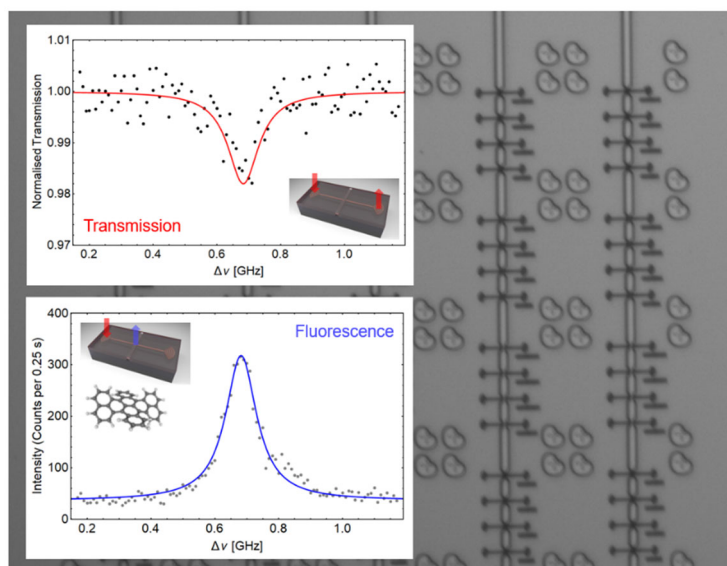 1.01
1.00
0.99
0.98
0.97
Normalised Transmission
Transmission
0.2 0.4 0.6 0.8 1.0
Δν [GHz]
400
300
200
100
0
Intensity (Counts per 0.25 s)
Fluorescence
0.2 0.4 0.6 0.8 1.0
Δν [GHz]